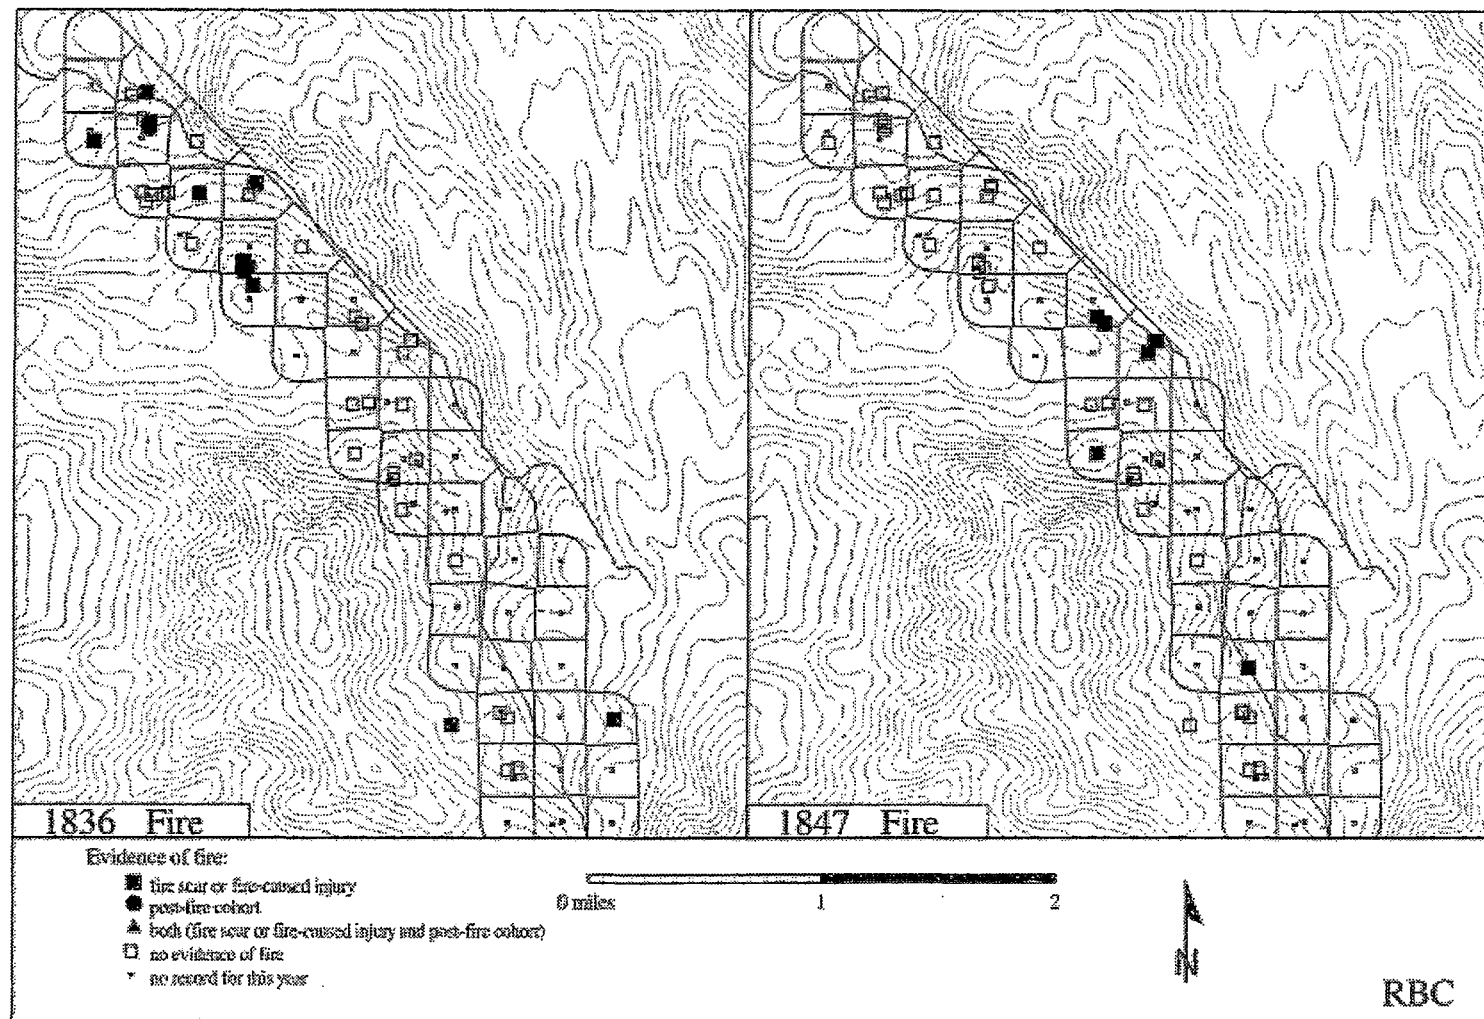 1836 Fire
1847 Fire
Evidence of fire:
fire scar or fire-caused injury
post-fire cohort
both (fire scar or fire-caused injury and post-fire cohort)
no evidence of fire
no record for this year
0 miles 1 2
N
RBC